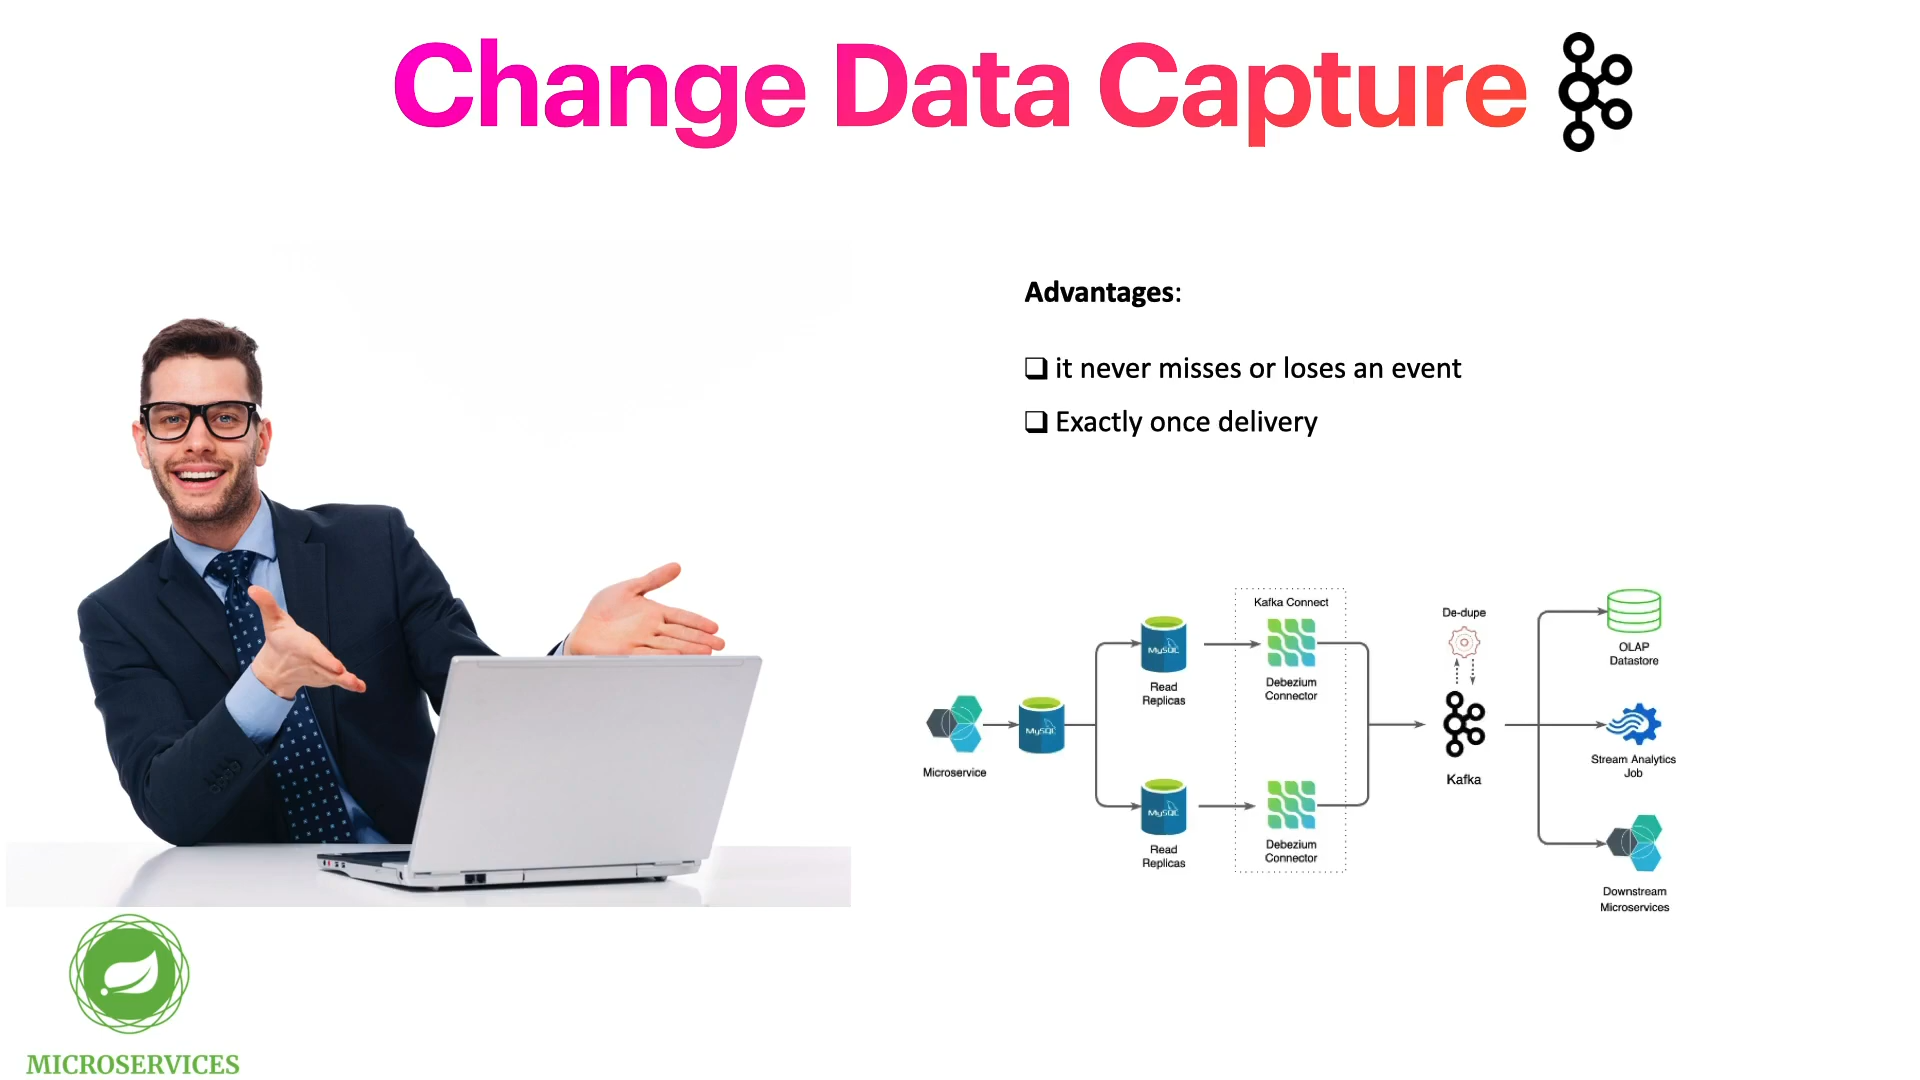 Change Data Capture
Advantages:
❑ it never misses or loses an event
❑ Exactly once delivery
Kafka Connect
De-dupe
MySQL
Read
Replicas
Debezium
Connector
OLAP
Datastore
Microservice
MySQL
Kafka
Stream Analytics
Job
MySQL
Read
Replicas
Debezium
Connector
Downstream
Microservices
MICROSERVICES